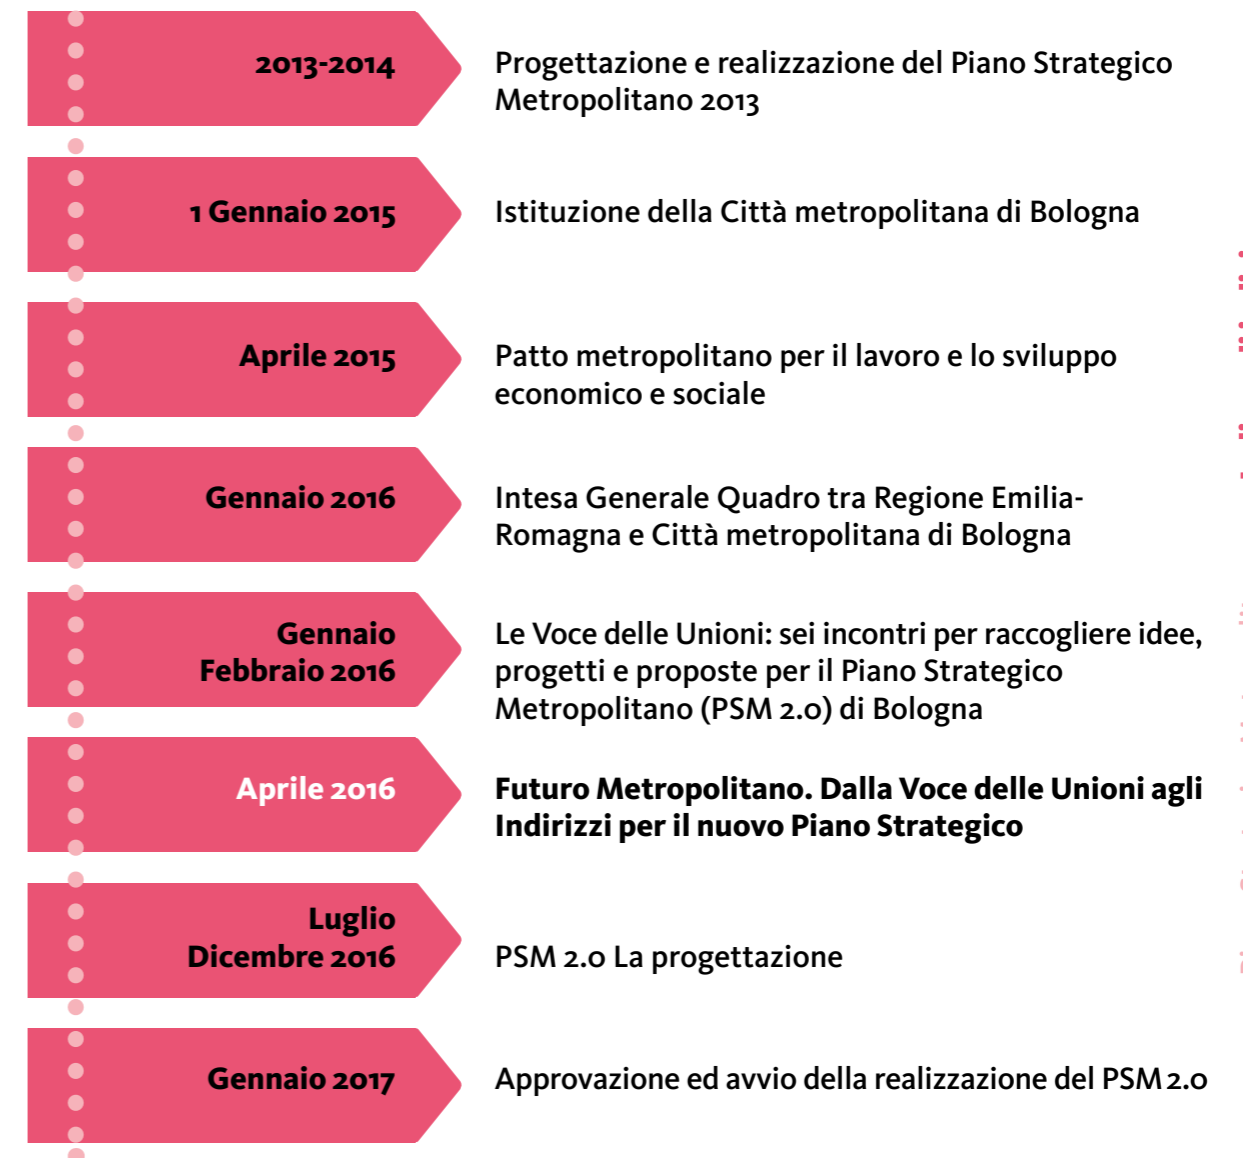 2013-2014
Progettazione e realizzazione del Piano Strategico
Metropolitano 2013
1 Gennaio 2015
Istituzione della Città metropolitana di Bologna
Aprile 2015
Patto metropolitano per il lavoro e lo sviluppo
economico e sociale
Gennaio 2016
Intesa Generale Quadro tra Regione Emilia-
Romagna e Città metropolitana di Bologna
Gennaio
Febbraio 2016
Le Voce delle Unioni: sei incontri per raccogliere idee,
progetti e proposte per il Piano Strategico
Metropolitano (PSM 2.0) di Bologna
Aprile 2016
Futuro Metropolitano. Dalla Voce delle Unioni agli
Indirizzi per il nuovo Piano Strategico
Luglio
Dicembre 2016
PSM 2.0 La progettazione
Gennaio 2017
Approvazione ed avvio della realizzazione del PSM 2.0